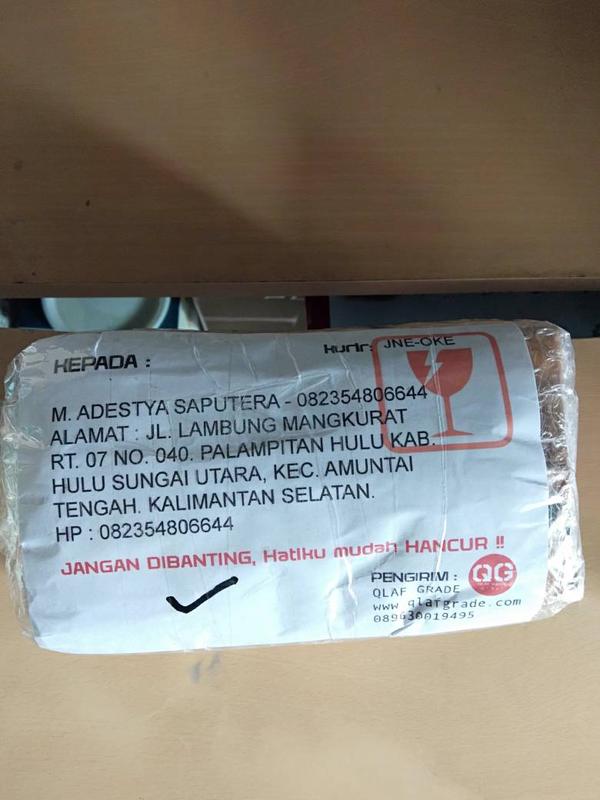 KEPADA :
Kurir: JNE-OKE
M. ADESTYA SAPUTERA - 082354806644
ALAMAT : JL. LAMBUNG MANGKURAT
RT. 07 NO. 040. PALAMPITAN HULU KAB.
HULU SUNGAI UTARA, KEC. AMUNTAI
TENGAH. KALIMANTAN SELATAN.
HP : 082354806644
JANGAN DIBANTING, Hatiku mudah HANCUR !!
PENGIRIM :
QG
QLAF GRADE
www.qlafgrade.com
089630019495